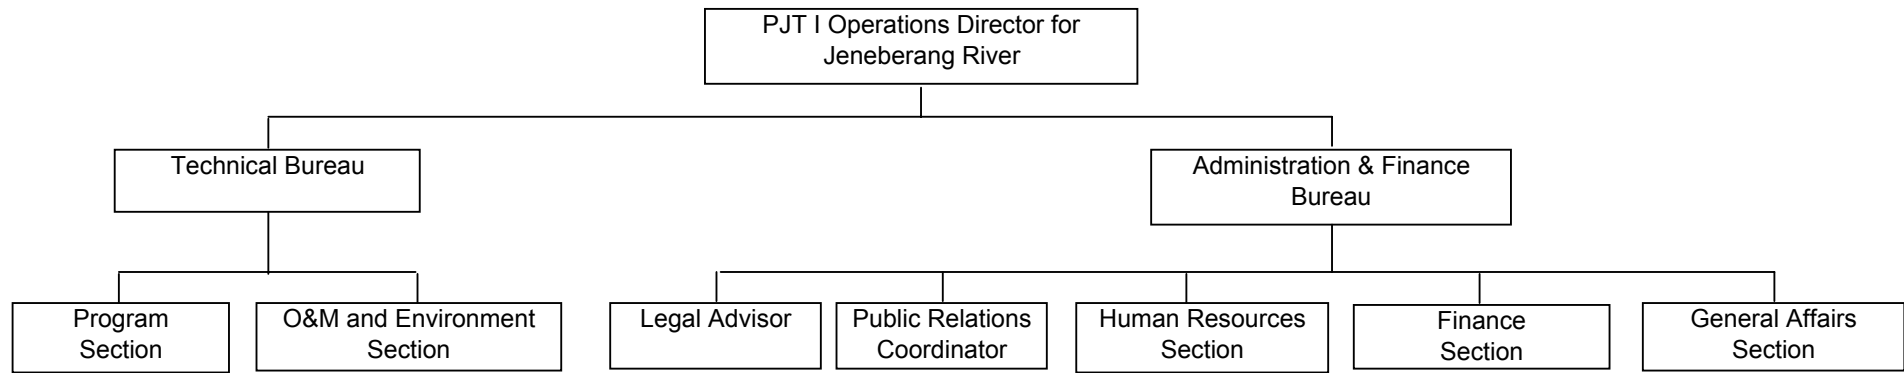 PJT I Operations Director for
Jeneberang River
Technical Bureau
Administration & Finance
Bureau
Program
Section
O&M and Environment
Section
Legal Advisor
Public Relations
Coordinator
Human Resources
Section
Finance
Section
General Affairs
Section